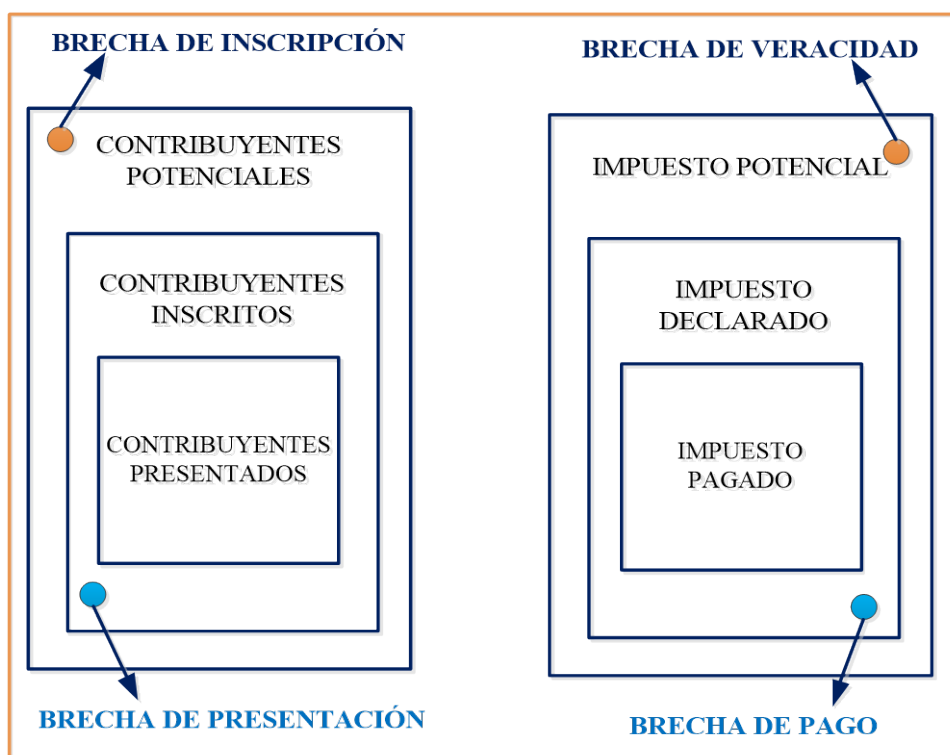 BRECHA DE INSCRIPCIÓN
CONTRIBUYENTES
POTENCIALES
CONTRIBUYENTES
INSCRITOS
CONTRIBUYENTES
PRESENTADOS
BRECHA DE PRESENTACIÓN
BRECHA DE VERACIDAD
IMPUESTO POTENCIAL
IMPUESTO
DECLARADO
IMPUESTO
PAGADO
BRECHA DE PAGO